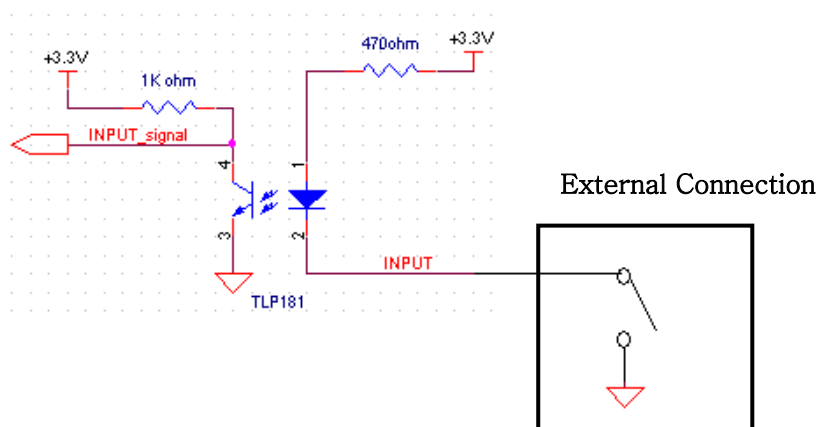 470ohm
+3.3V
+3.3V
1K ohm
INPUT_signal
4
1
External Connection
3
2
INPUT
TLP181